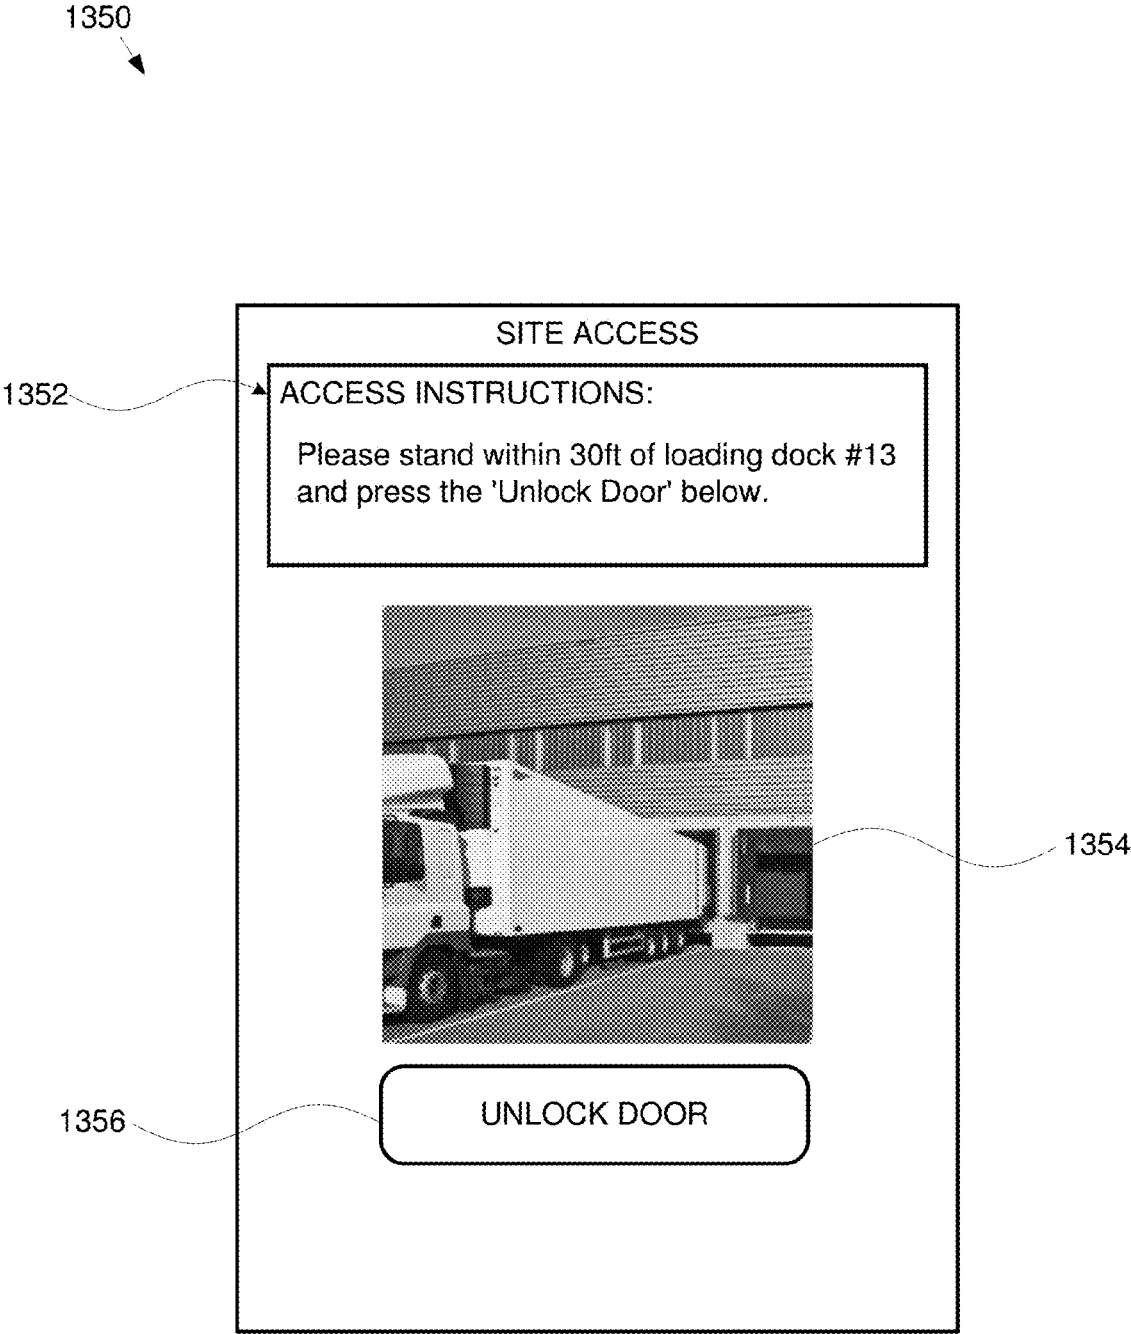 1350
SITE ACCESS
1352
ACCESS INSTRUCTIONS:
Please stand within 30ft of loading dock #13
and press the 'Unlock Door' below.
1354
1356
UNLOCK DOOR